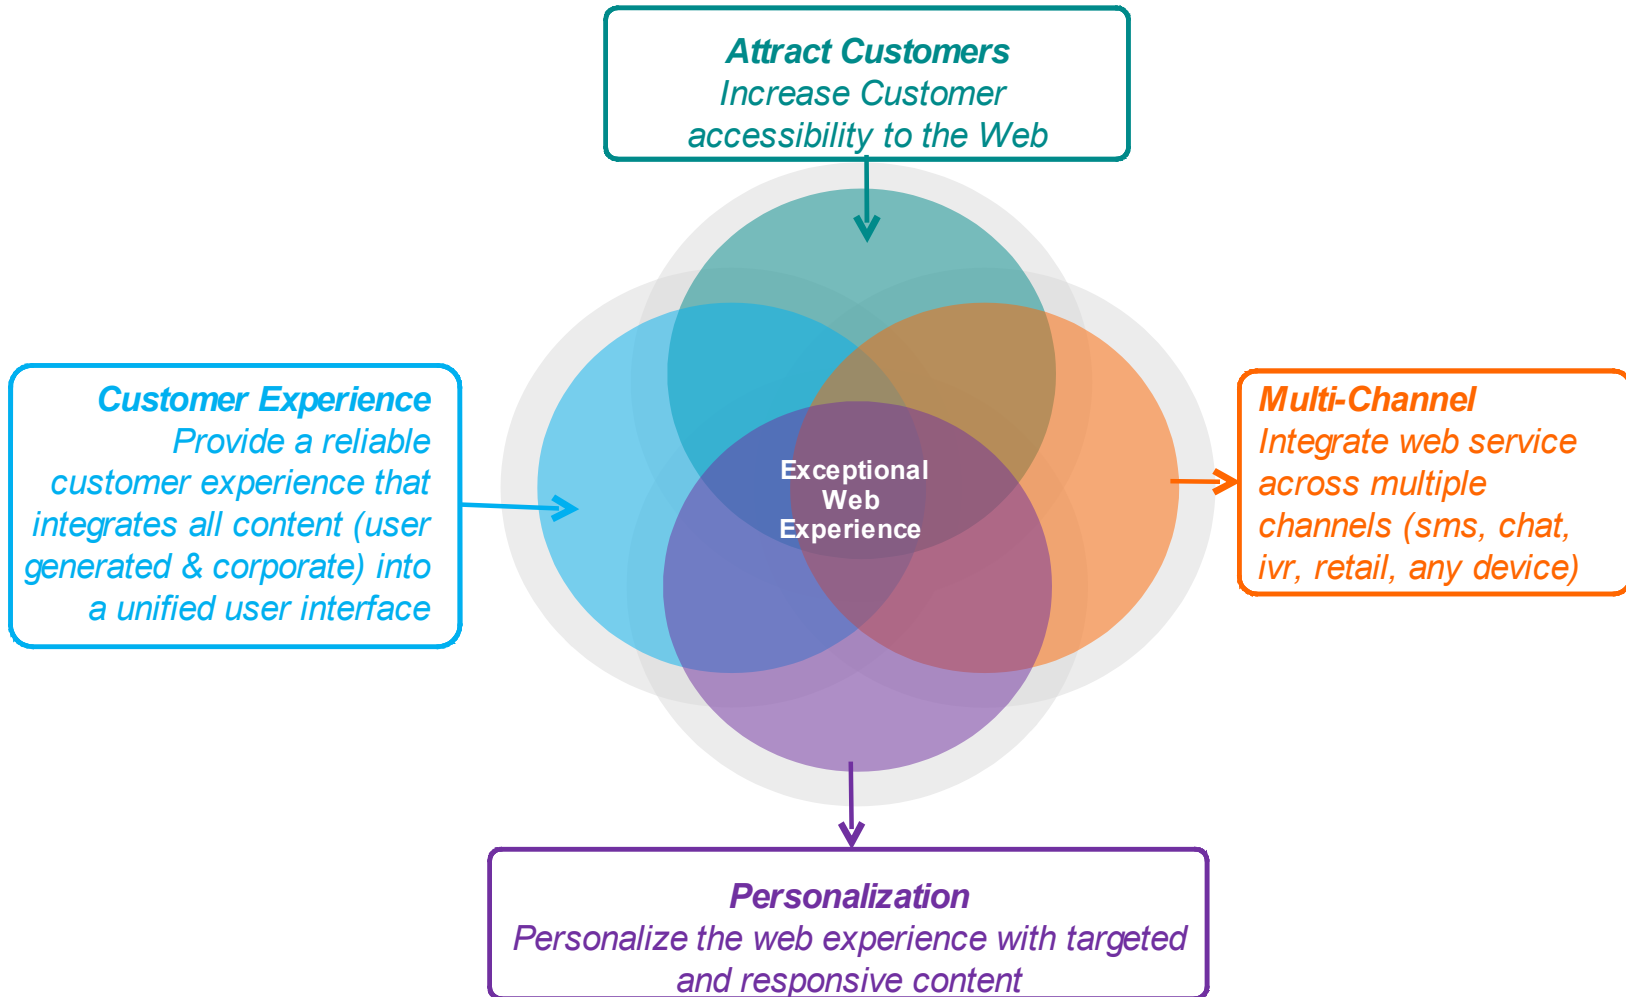 Attract Customers
Increase Customer
accessibility to the Web
Customer Experience
Provide a reliable
customer experience that
integrates all content (user
generated & corporate) into
a unified user interface
Exceptional
Web
Experience
Multi-Channel
Integrate web service
across multiple
channels (sms, chat,
ivr, retail, any device)
Personalization
Personalize the web experience with targeted
and responsive content